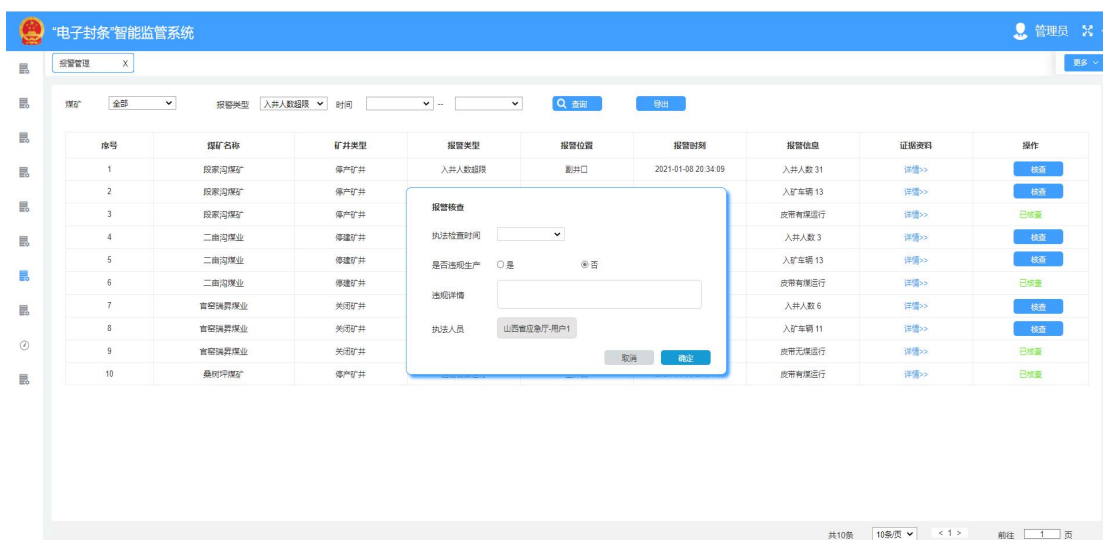 “电子封条”智能监管系统
管理员
报警管理 X
更多
煤矿 全部 报警类型 入井人数超限 时间 -- 查询 导出
序号 煤矿名称 矿井类型 报警类型 报警位置 报警时刻 报警信息 证据资料 操作
1 段家沟煤矿 停产矿井 入井人数超限 副井口 2021-01-08 20:34:09 入井人数 31 详情>> 核查
2 段家沟煤矿 停产矿井 入矿车辆 13 详情>> 核查
3 段家沟煤矿 停产矿井 皮带有煤运行 详情>> 已核查
4 二亩沟煤业 停建矿井 入井人数 3 详情>> 核查
5 二亩沟煤业 停建矿井 入矿车辆 13 详情>> 核查
6 二亩沟煤业 停建矿井 皮带有煤运行 详情>> 已核查
7 官窑瑞昇煤业 关闭矿井 入井人数 6 详情>> 核查
8 官窑瑞昇煤业 关闭矿井 入矿车辆 11 详情>> 核查
9 官窑瑞昇煤业 关闭矿井 皮带无煤运行 详情>> 已核查
10 桑树坪煤矿 停产矿井 皮带有煤运行 详情>> 已核查
报警核查
执法检查时间
是否违规生产 是 否
违规详情
执法人员 山西省应急厅-用户1
取消 确定
共10条 10条/页 < 1 > 前往 1 页